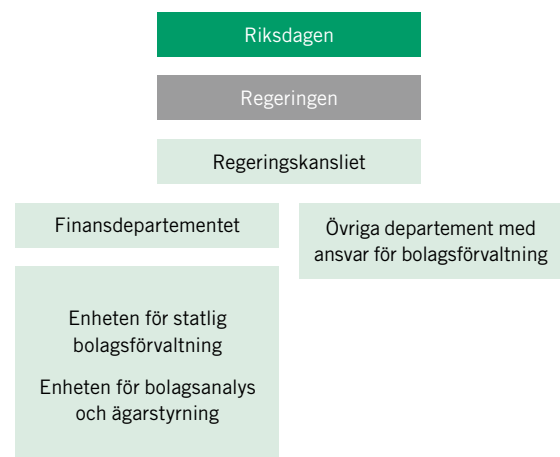 Riksdagen
Regeringen
Regeringskansliet
Finansdepartementet
Övriga departement med
ansvar för bolagsförvaltning
Enheten för statlig
bolagsförvaltning
Enheten för bolagsanalys
och ägarstyrning